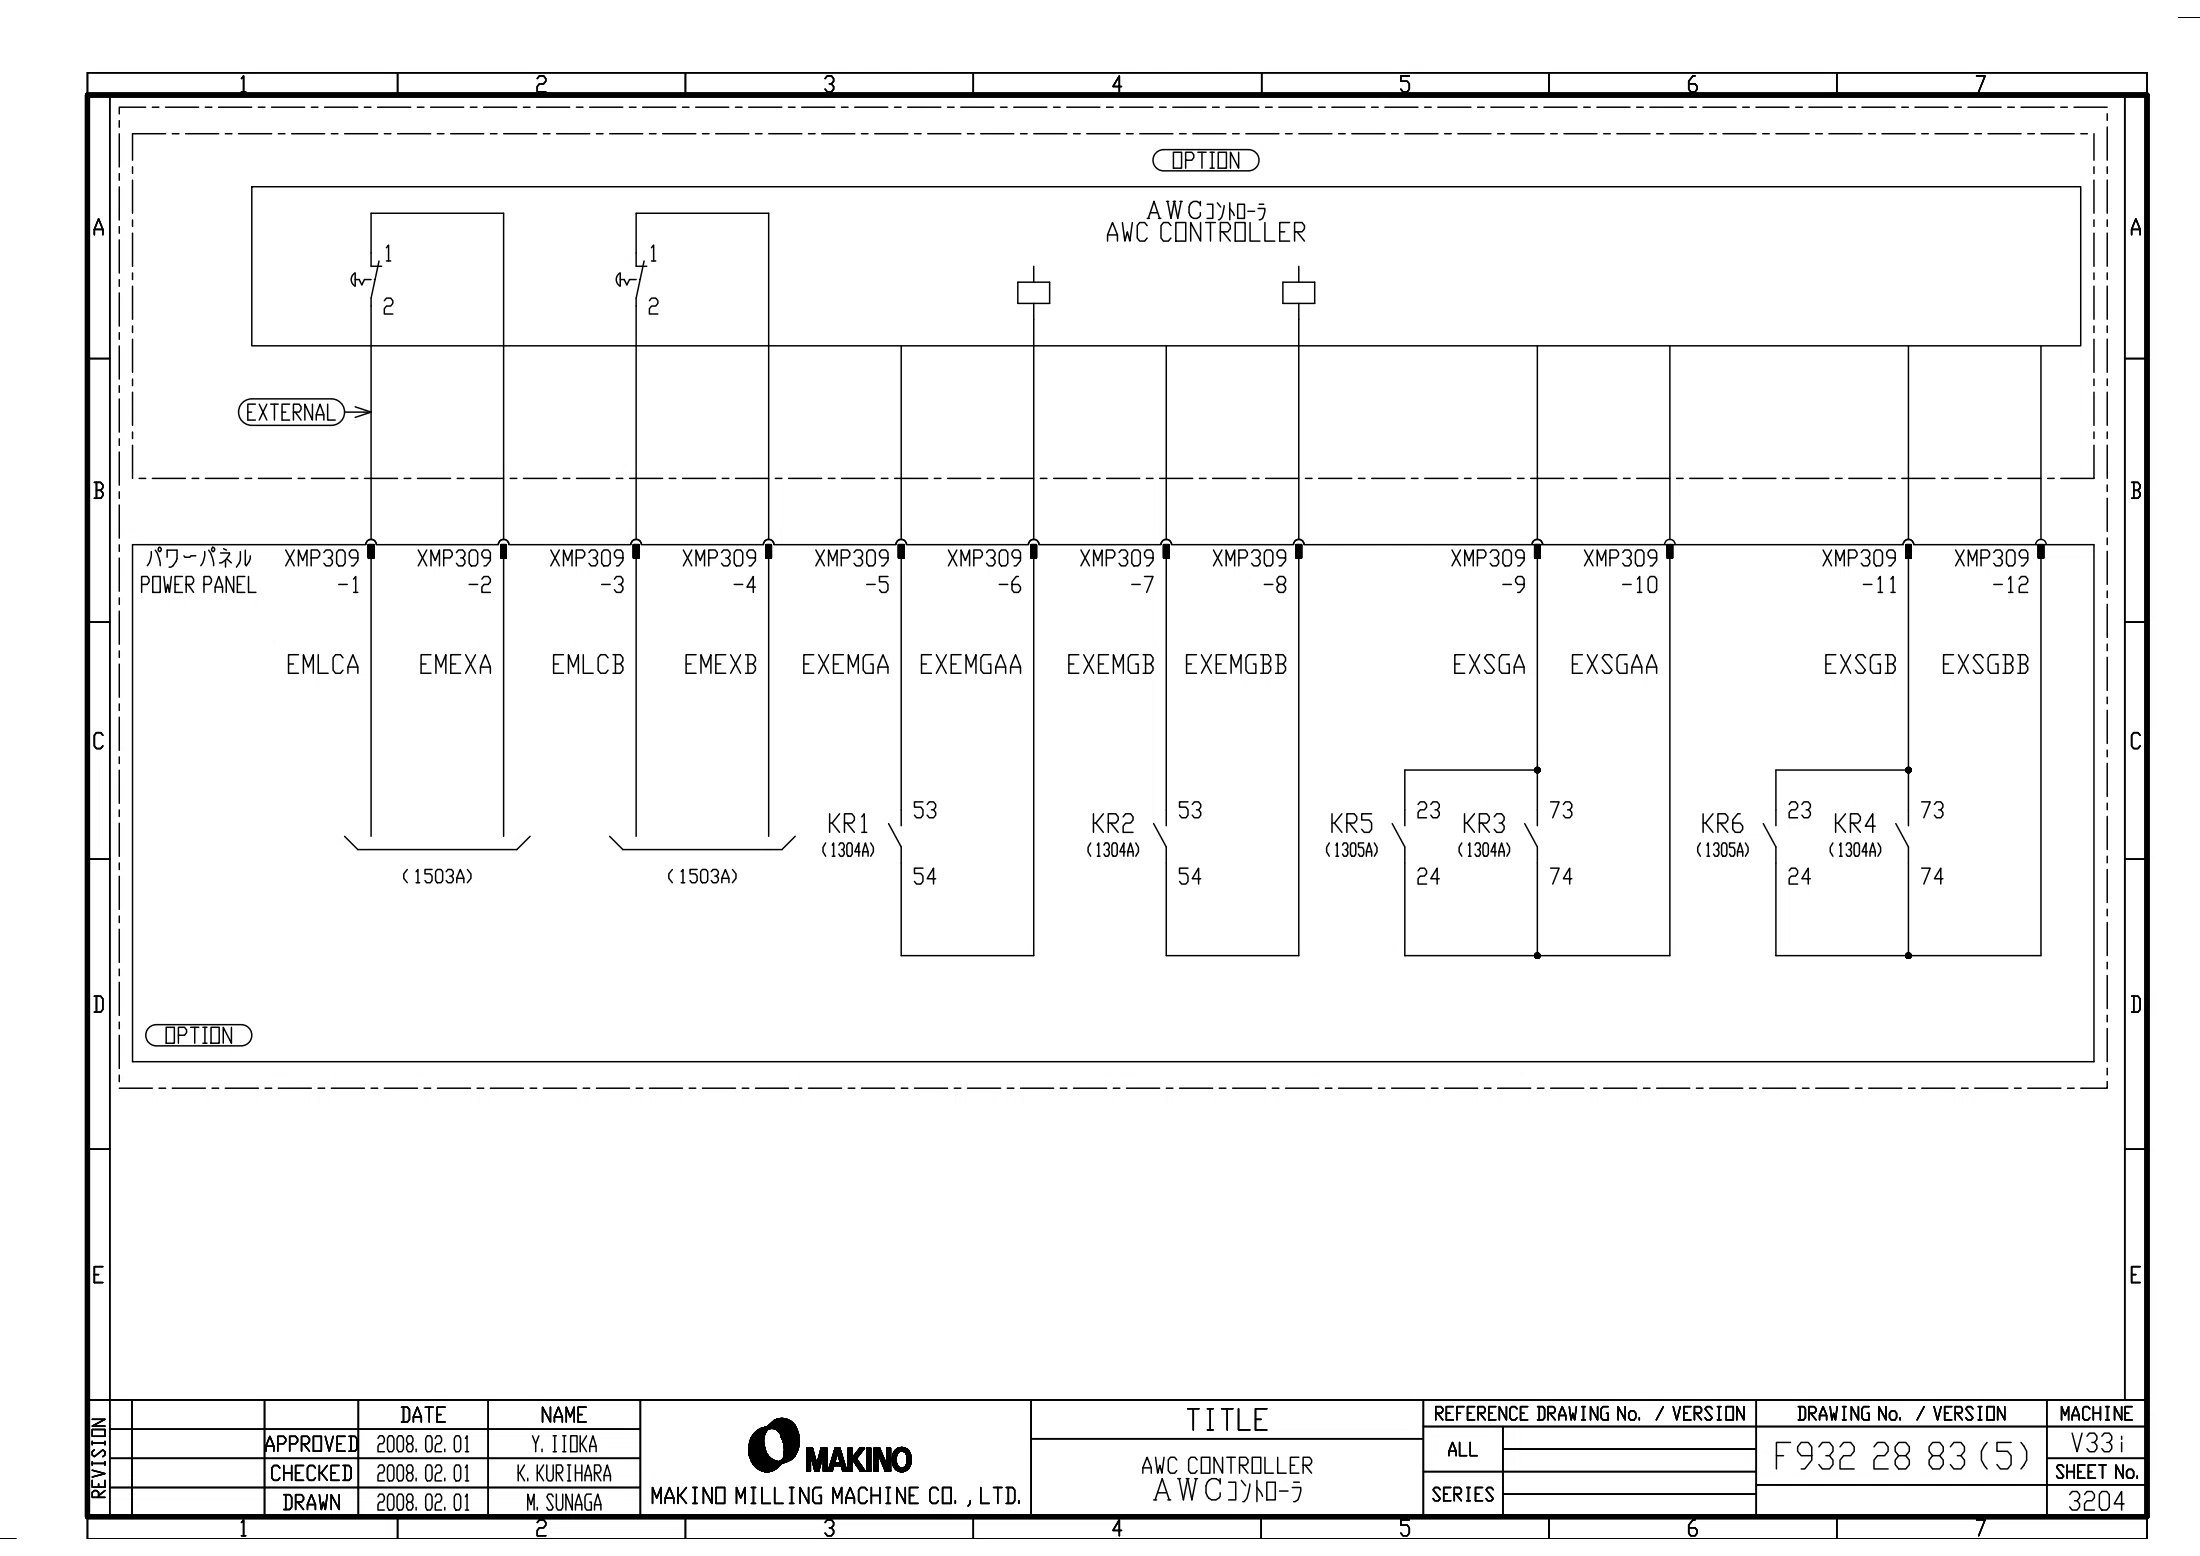 1 2 3 4 5 6 7
OPTION
AWCコントローラ
AWC CONTROLLER
A A
1 1
2 2
EXTERNAL
B B
パワーパネル XMP309 XMP309 XMP309 XMP309 XMP309 XMP309 XMP309 XMP309 XMP309 XMP309 XMP309 XMP309
POWER PANEL -1 -2 -3 -4 -5 -6 -7 -8 -9 -10 -11 -12
EMLCA EMEXA EMLCB EMEXB EXEMGA EXEMGAA EXEMGB EXEMGBB EXSGA EXSGAA EXSGB EXSGBB
C C
53 53 23 73 23 73
KR1 KR2 KR5 KR3 KR6 KR4
(1304A) (1304A) (1305A) (1304A) (1305A) (1304A)
(1503A) (1503A) 54 54 24 74 24 74
D D
OPTION
E E
REVISION
DATE NAME
APPROVED 2008.02.01 Y. IIOKA
CHECKED 2008.02.01 K. KURIHARA
DRAWN 2008.02.01 M. SUNAGA
MAKINO
MAKINO MILLING MACHINE CO.,LTD.
TITLE
AWC CONTROLLER
AWCコントローラ
REFERENCE DRAWING No. / VERSION
ALL
SERIES
DRAWING No. / VERSION
F932 28 83(5)
MACHINE
V33i
SHEET No.
3204
1 2 3 4 5 6 7